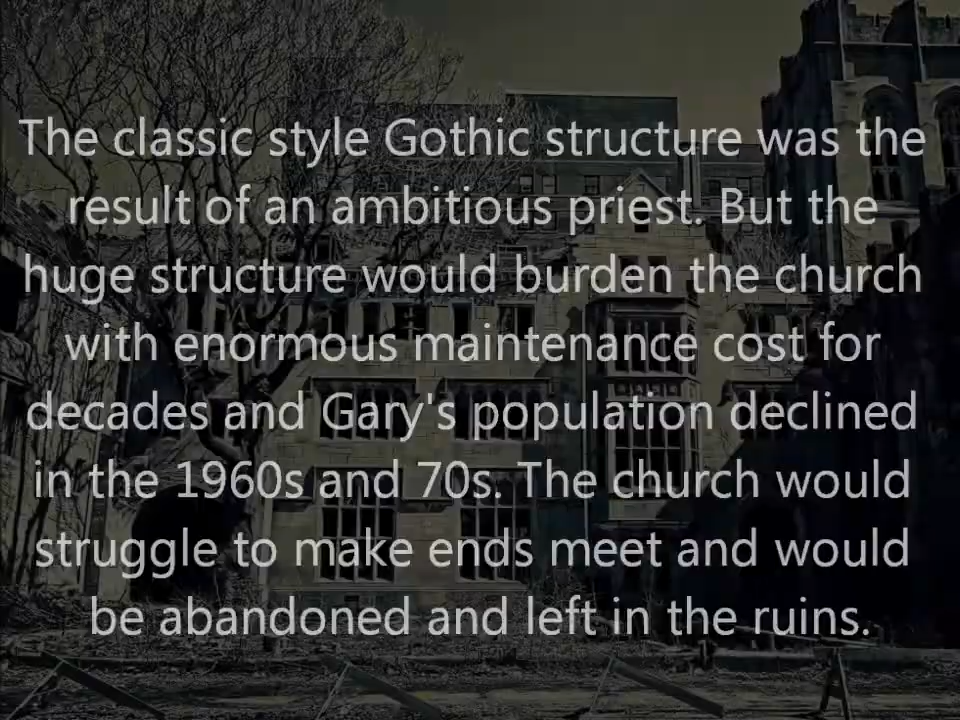 The classic style Gothic structure was the
result of an ambitious priest. But the
huge structure would burden the church
with enormous maintenance cost for
decades and Gary's population declined
in the 1960s and 70s. The church would
struggle to make ends meet and would
be abandoned and left in the ruins.